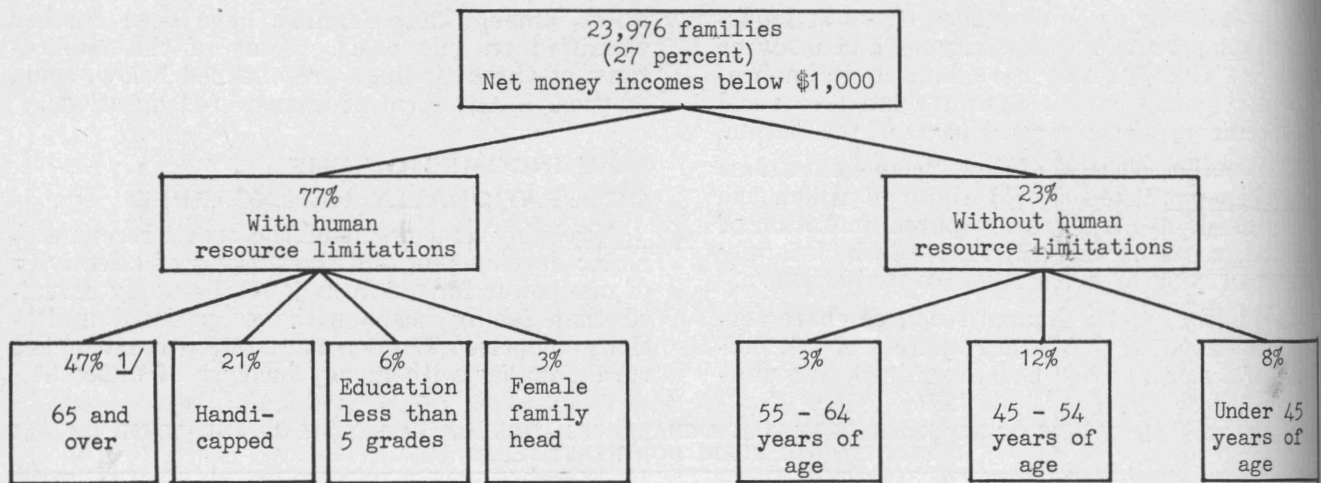 23,976 families
(27 percent)
Net money incomes below $1,000
77%
With human
resource limitations
23%
Without human
resource limitations
47% 1/
65 and
over
21%
Handi-
capped
6%
Education
less than
5 grades
3%
Female
family
head
3%
55 - 64
years of
age
12%
45 - 54
years of
age
8%
Under 45
years of
age